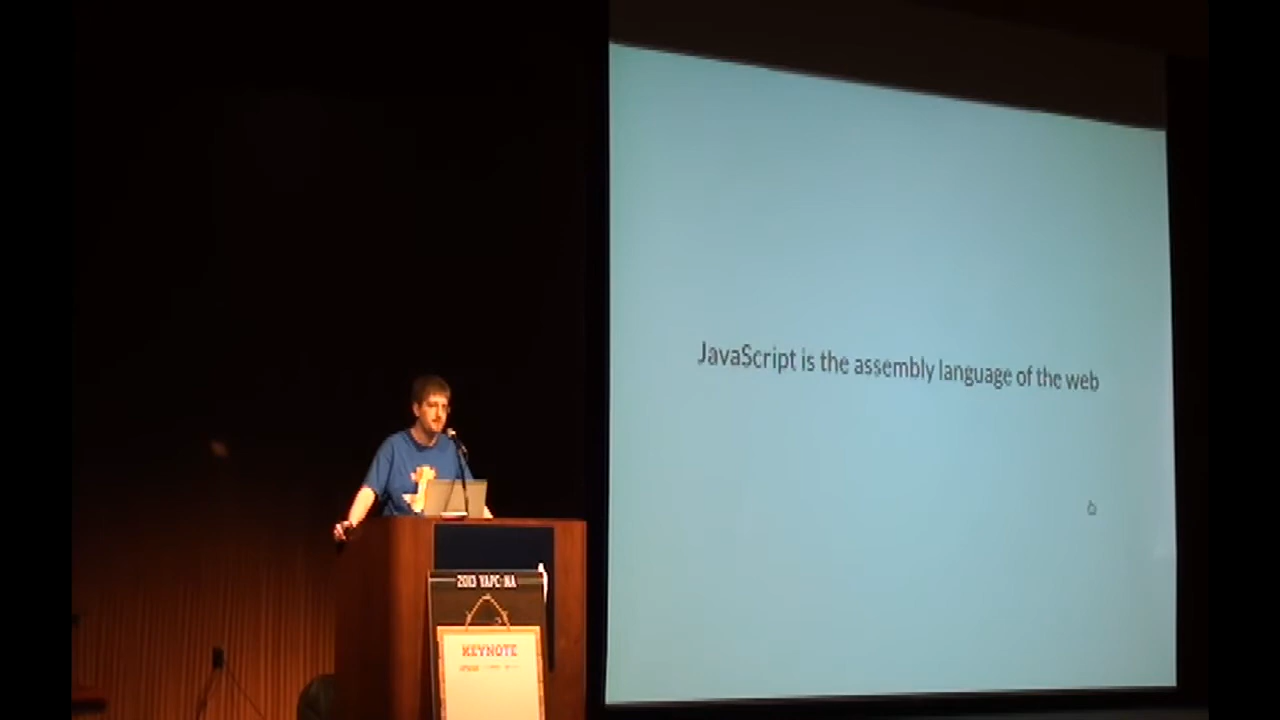 JavaScript is the assembly language of the web
2013 YAPC::NA
KEYNOTE